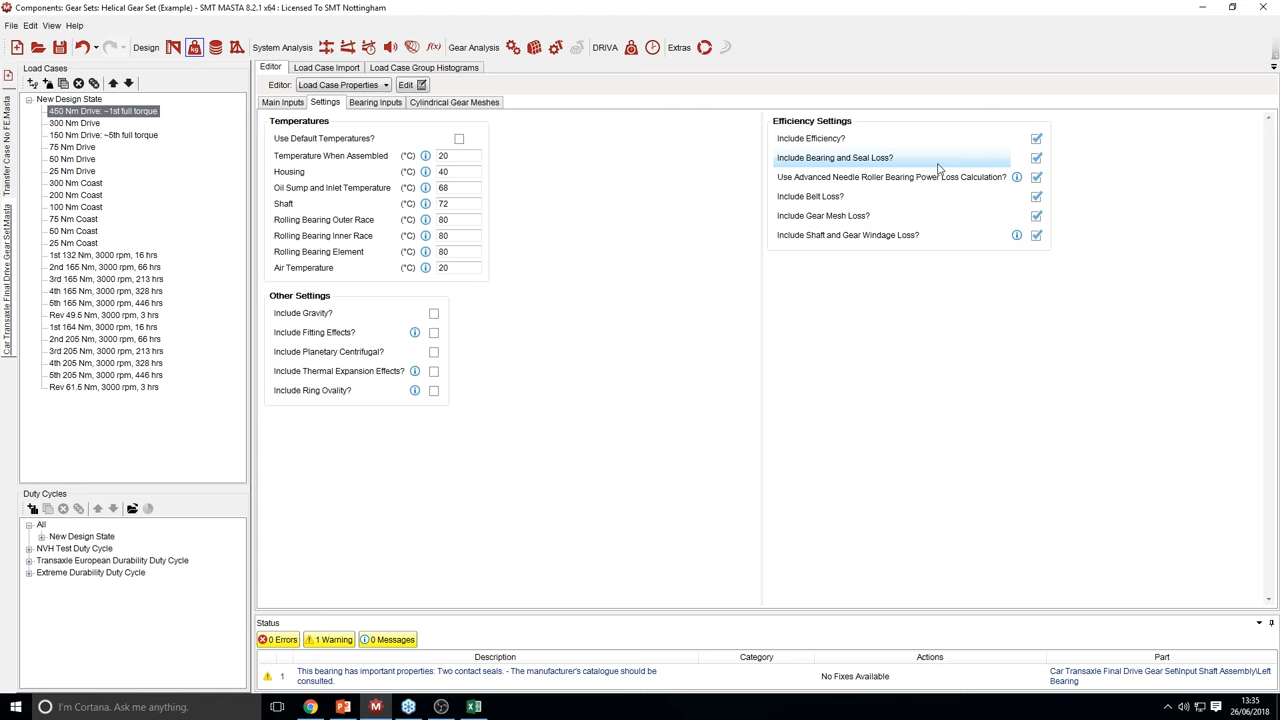 Components: Gear Sets: Helical Gear Set (Example) - SMT MASTA 8.2.1 x64 : Licensed To SMT Nottingham
File Edit View Help
Design System Analysis f(x) Gear Analysis DRIVA Extras
Load Cases
New Design State
450 Nm Drive: ~1st full torque
300 Nm Drive
150 Nm Drive: ~5th full torque
75 Nm Drive
50 Nm Drive
25 Nm Drive
300 Nm Coast
200 Nm Coast
100 Nm Coast
75 Nm Coast
50 Nm Coast
25 Nm Coast
1st 132 Nm, 3000 rpm, 16 hrs
2nd 165 Nm, 3000 rpm, 66 hrs
3rd 165 Nm, 3000 rpm, 213 hrs
4th 165 Nm, 3000 rpm, 328 hrs
5th 165 Nm, 3000 rpm, 446 hrs
Rev 49.5 Nm, 3000 rpm, 3 hrs
1st 164 Nm, 3000 rpm, 16 hrs
2nd 205 Nm, 3000 rpm, 66 hrs
3rd 205 Nm, 3000 rpm, 213 hrs
4th 205 Nm, 3000 rpm, 328 hrs
5th 205 Nm, 3000 rpm, 446 hrs
Rev 61.5 Nm, 3000 rpm, 3 hrs
Transfer Case No FE.Masta
Car Transaxle Final Drive Gear Set.Masta
Duty Cycles
All
New Design State
NVH Test Duty Cycle
Transaxle European Durability Duty Cycle
Extreme Durability Duty Cycle
Editor Load Case Import Load Case Group Histograms
Editor: Load Case Properties Edit
Main Inputs Settings Bearing Inputs Cylindrical Gear Meshes
Temperatures
Use Default Temperatures?
Temperature When Assembled (°C) 20
Housing (°C) 40
Oil Sump and Inlet Temperature (°C) 68
Shaft (°C) 72
Rolling Bearing Outer Race (°C) 80
Rolling Bearing Inner Race (°C) 80
Rolling Bearing Element (°C) 80
Air Temperature (°C) 20
Other Settings
Include Gravity?
Include Fitting Effects?
Include Planetary Centrifugal?
Include Thermal Expansion Effects?
Include Ring Ovality?
Efficiency Settings
Include Efficiency?
Include Bearing and Seal Loss?
Use Advanced Needle Roller Bearing Power Loss Calculation?
Include Belt Loss?
Include Gear Mesh Loss?
Include Shaft and Gear Windage Loss?
Status
0 Errors 1 Warning 0 Messages
Description Category Actions Part
1 This bearing has important properties: Two contact seals. - The manufacturer's catalogue should be consulted. No Fixes Available Car Transaxle Final Drive Gear Set\Input Shaft Assembly\Left Bearing
I'm Cortana. Ask me anything.
13:35
26/06/2018